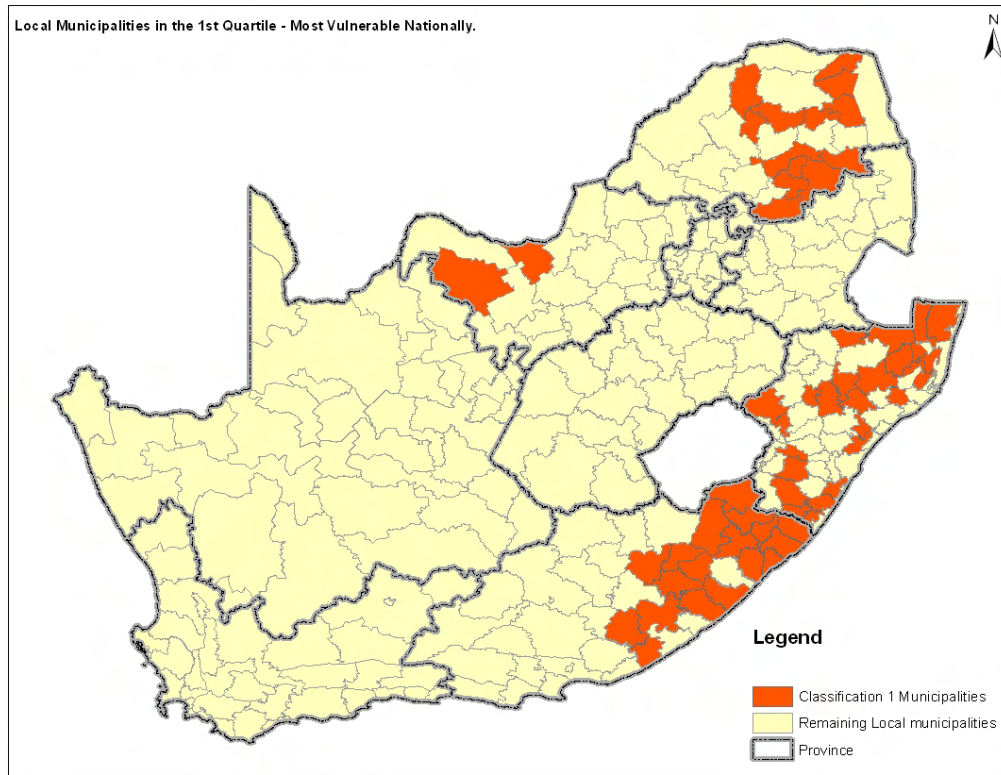 Local Municipalities in the 1st Quartile - Most Vulnerable Nationally.
N
Legend
Classification 1 Municipalities
Remaining Local municipalities
Province